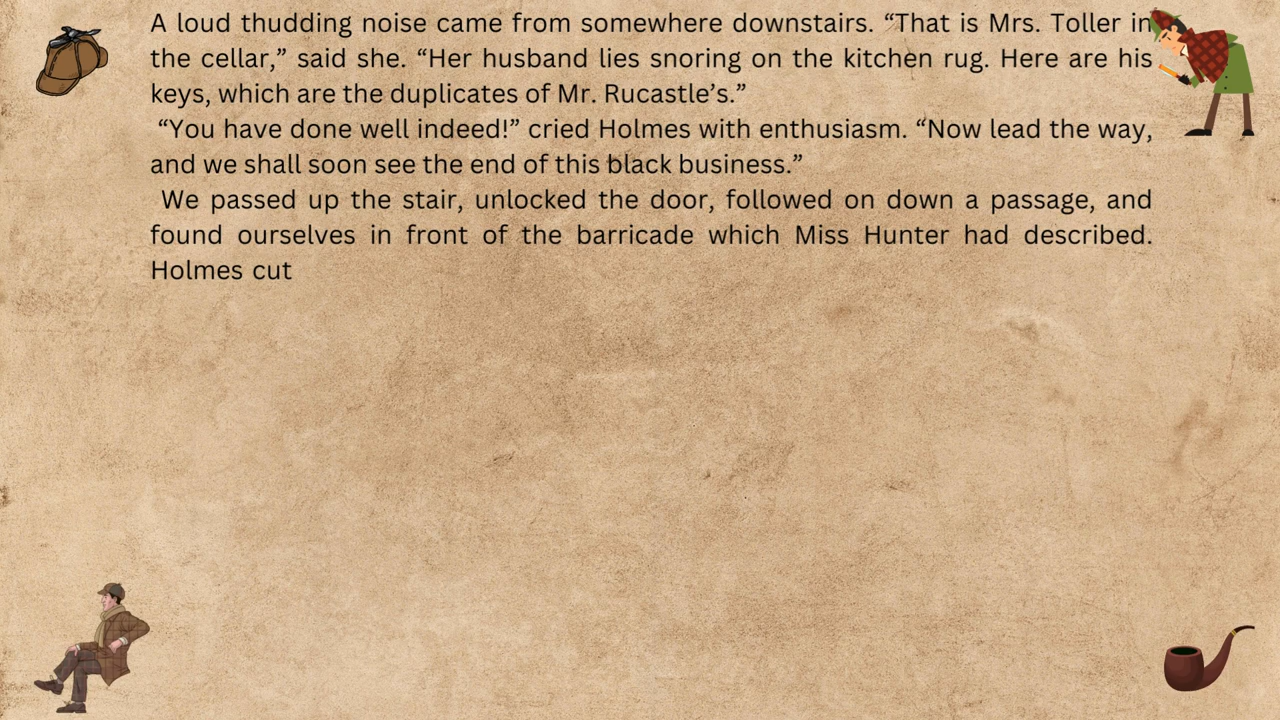 A loud thudding noise came from somewhere downstairs. “That is Mrs. Toller in
the cellar,” said she. “Her husband lies snoring on the kitchen rug. Here are his
keys, which are the duplicates of Mr. Rucastle’s.”
“You have done well indeed!” cried Holmes with enthusiasm. “Now lead the way,
and we shall soon see the end of this black business.”
We passed up the stair, unlocked the door, followed on down a passage, and
found ourselves in front of the barricade which Miss Hunter had described.
Holmes cut